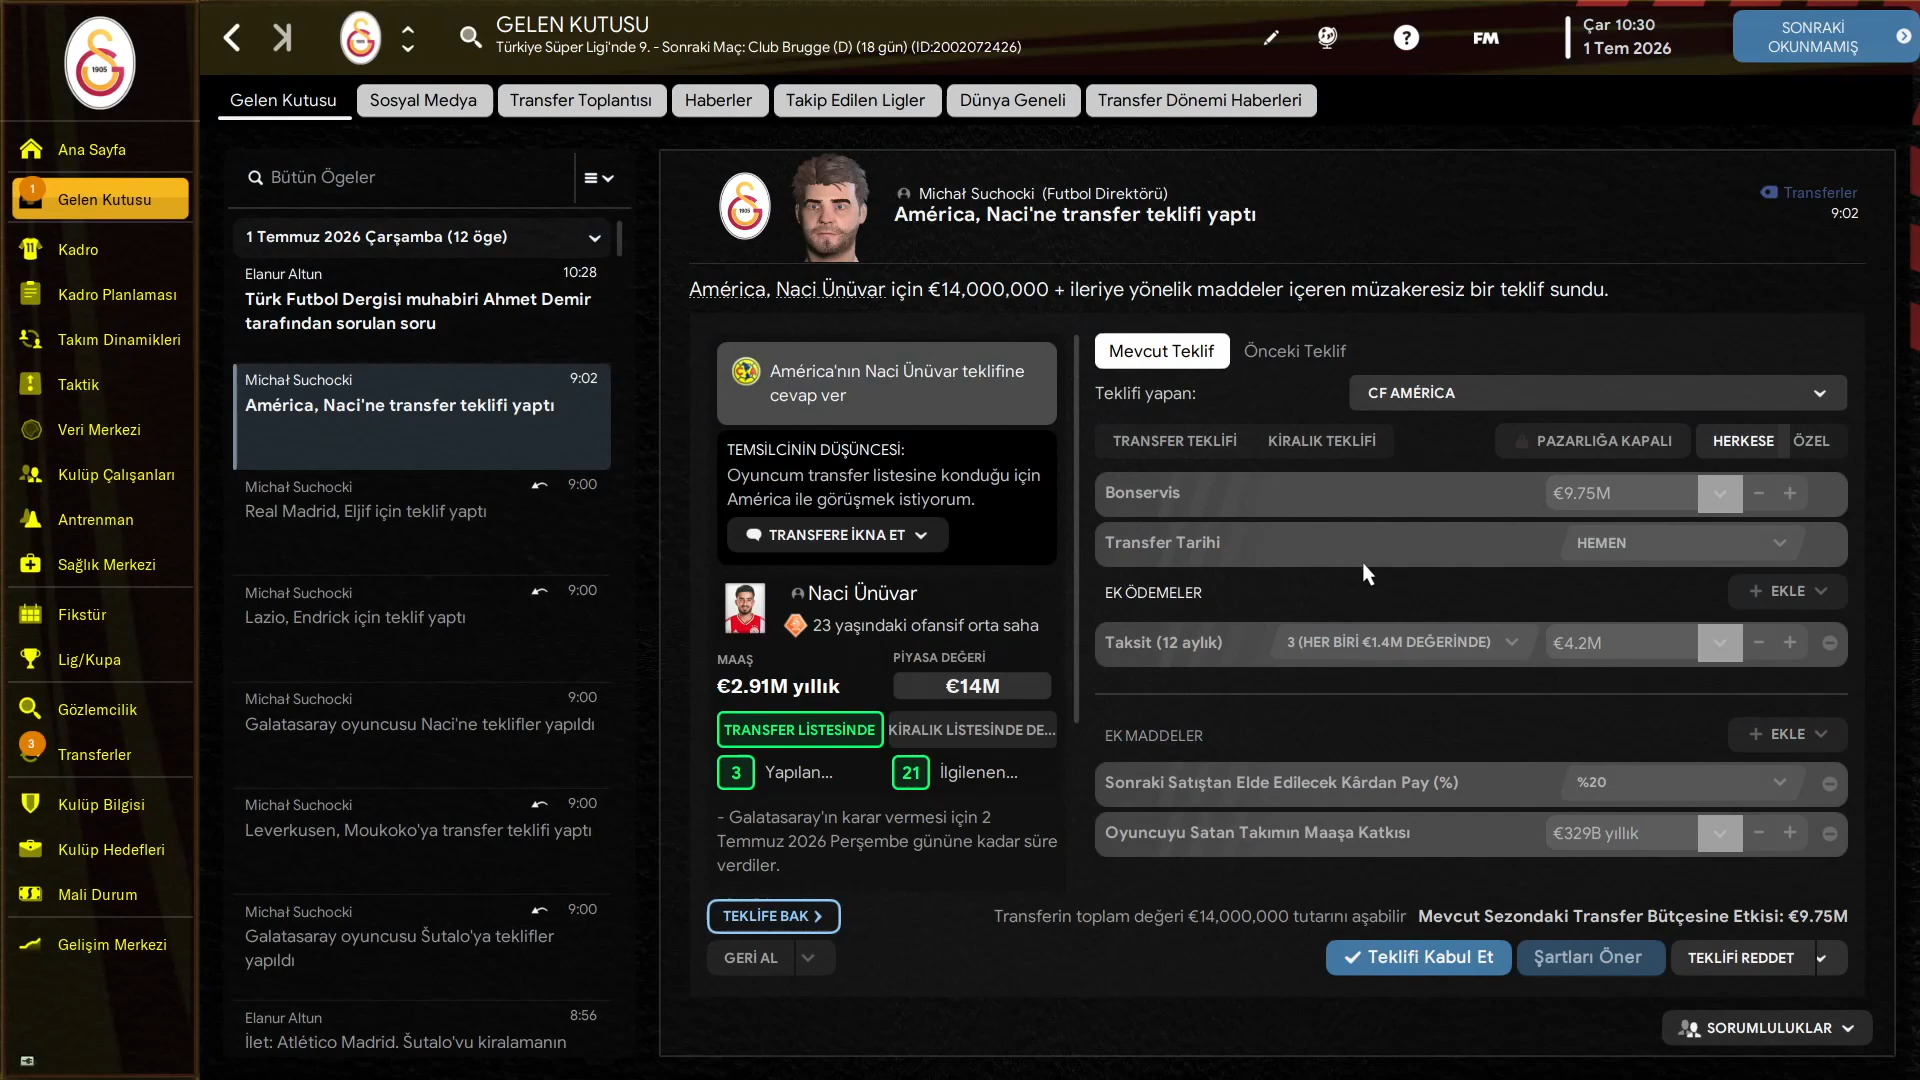 GELEN KUTUSU
Türkiye Süper Ligi'nde 9. - Sonraki Maç: Club Brugge (D) (18 gün) (ID:2002072426)
FM
Çar 10:30
1 Tem 2026
SONRAKİ
OKUNMAMIŞ
1905
Gelen Kutusu
Sosyal Medya
Transfer Toplantısı
Haberler
Takip Edilen Ligler
Dünya Geneli
Transfer Dönemi Haberleri
Ana Sayfa
1
Gelen Kutusu
Kadro
Kadro Planlaması
Takım Dinamikleri
Taktik
Veri Merkezi
Kulüp Çalışanları
Antrenman
Sağlık Merkezi
Fikstür
Lig/Kupa
Gözlemcilik
3
Transferler
Kulüp Bilgisi
Kulüp Hedefleri
Mali Durum
Gelişim Merkezi
Bütün Ögeler
1 Temmuz 2026 Çarşamba (12 öge)
Elanur Altun 10:28
Türk Futbol Dergisi muhabiri Ahmet Demir
tarafından sorulan soru
Michał Suchocki 9:02
América, Naci'ne transfer teklifi yaptı
Michał Suchocki 9:00
Real Madrid, Eljif için teklif yaptı
Michał Suchocki 9:00
Lazio, Endrick için teklif yaptı
Michał Suchocki 9:00
Galatasaray oyuncusu Naci'ne teklifler yapıldı
Michał Suchocki 9:00
Leverkusen, Moukoko'ya transfer teklifi yaptı
Michał Suchocki 9:00
Galatasaray oyuncusu Šutalo'ya teklifler
yapıldı
Elanur Altun 8:56
İlet: Atlético Madrid, Šutalo'yu kiralamanın
1905
Michał Suchocki (Futbol Direktörü)
América, Naci'ne transfer teklifi yaptı
Transferler
9:02
América, Naci Ünüvar için €14,000,000 + ileriye yönelik maddeler içeren müzakeresiz bir teklif sundu.
América'nın Naci Ünüvar teklifine
cevap ver
TEMSİLCİNİN DÜŞÜNCESİ:
Oyuncum transfer listesine konduğu için
América ile görüşmek istiyorum.
TRANSFERE İKNA ET
Naci Ünüvar
23 yaşındaki ofansif orta saha
MAAŞ
PİYASA DEĞERİ
€2.91M yıllık
€14M
TRANSFER LİSTESİNDE
KİRALIK LİSTESİNDE DE...
3 Yapılan...
21 İlgilenen...
- Galatasaray'ın karar vermesi için 2
Temmuz 2026 Perşembe gününe kadar süre
verdiler.
TEKLİFE BAK
GERİ AL
Mevcut Teklif
Önceki Teklif
Teklifi yapan:
CF AMÉRICA
TRANSFER TEKLİFİ
KİRALIK TEKLİFİ
PAZARLIĞA KAPALI
HERKESE
ÖZEL
Bonservis
€9.75M
Transfer Tarihi
HEMEN
EK ÖDEMELER
EKLE
Taksit (12 aylık)
3 (HER BİRİ €1.4M DEĞERİNDE)
€4.2M
EK MADDELER
EKLE
Sonraki Satıştan Elde Edilecek Kârdan Pay (%)
%20
Oyuncuyu Satan Takımın Maaşa Katkısı
€329B yıllık
Transferin toplam değeri €14,000,000 tutarını aşabilir
Mevcut Sezondaki Transfer Bütçesine Etkisi: €9.75M
Teklifi Kabul Et
Şartları Öner
TEKLİFİ REDDET
SORUMLULUKLAR